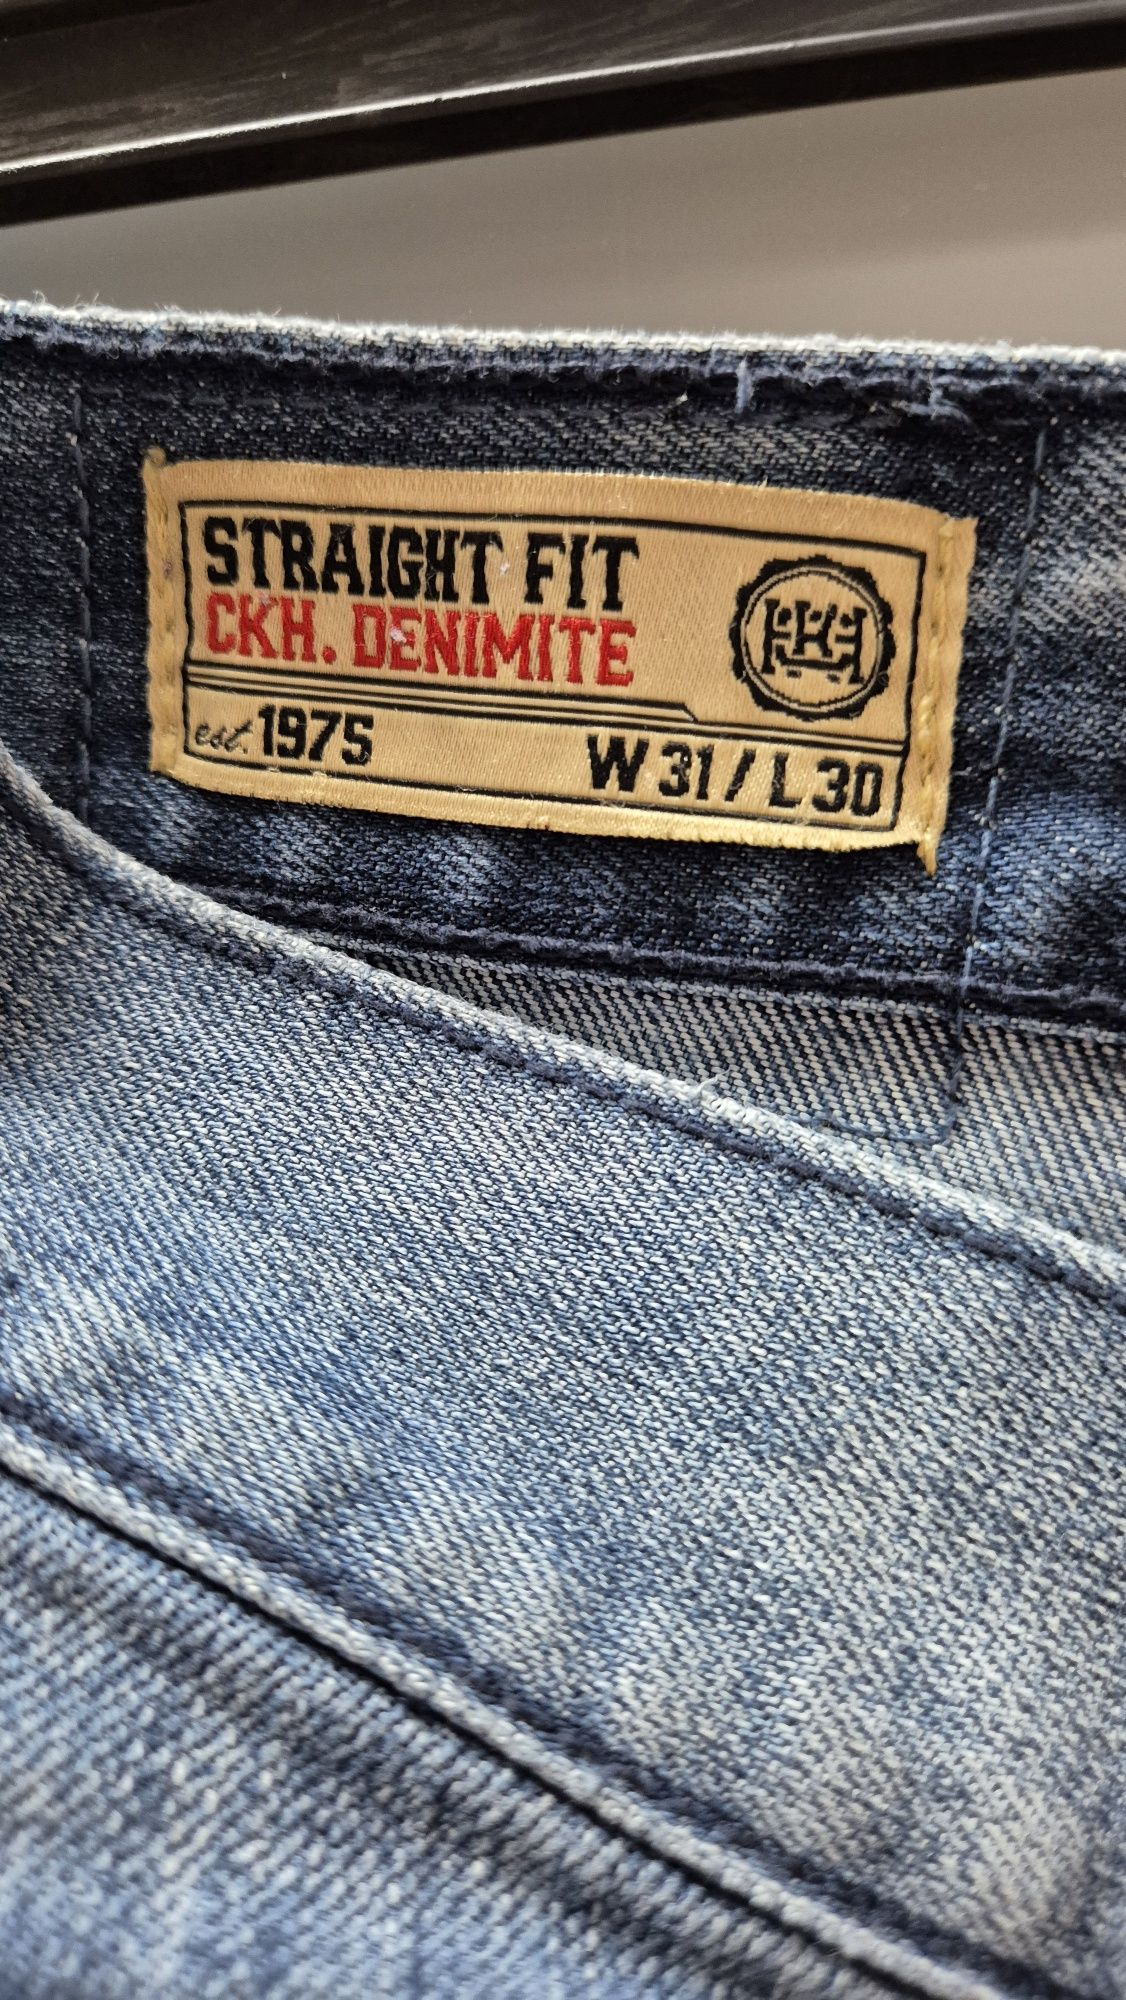 STRAIGHT FIT
CKH. DENIMITE
est. 1975
W 31 / L 30